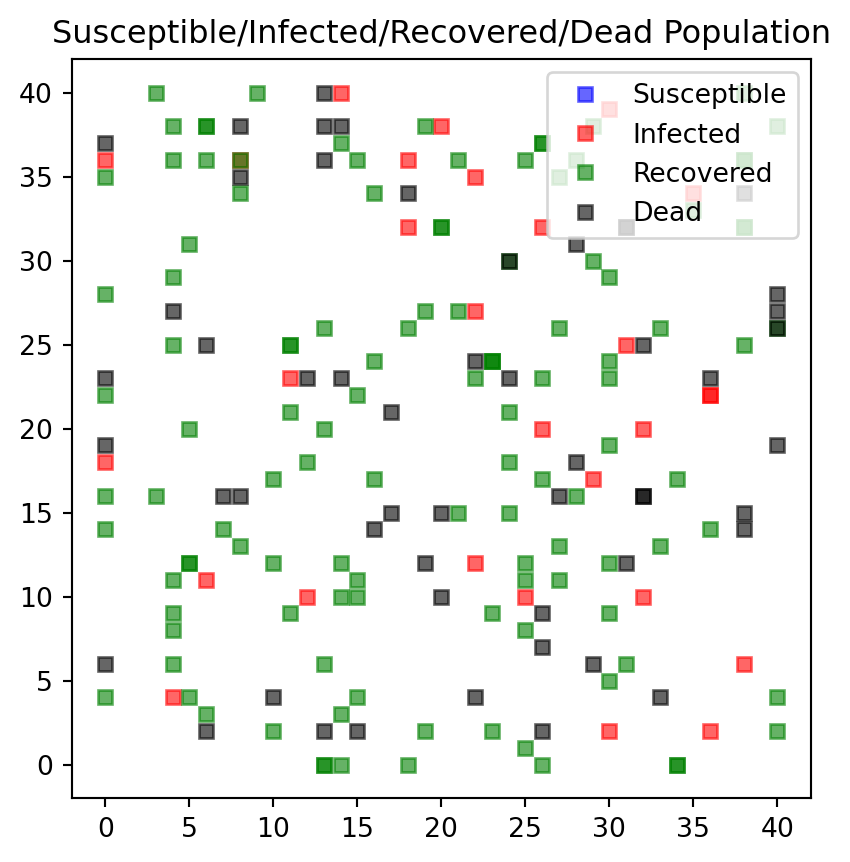 Susceptible/Infected/Recovered/Dead Population
Susceptible
Infected
Recovered
Dead
40
35
30
25
20
15
10
5
0
0 5 10 15 20 25 30 35 40